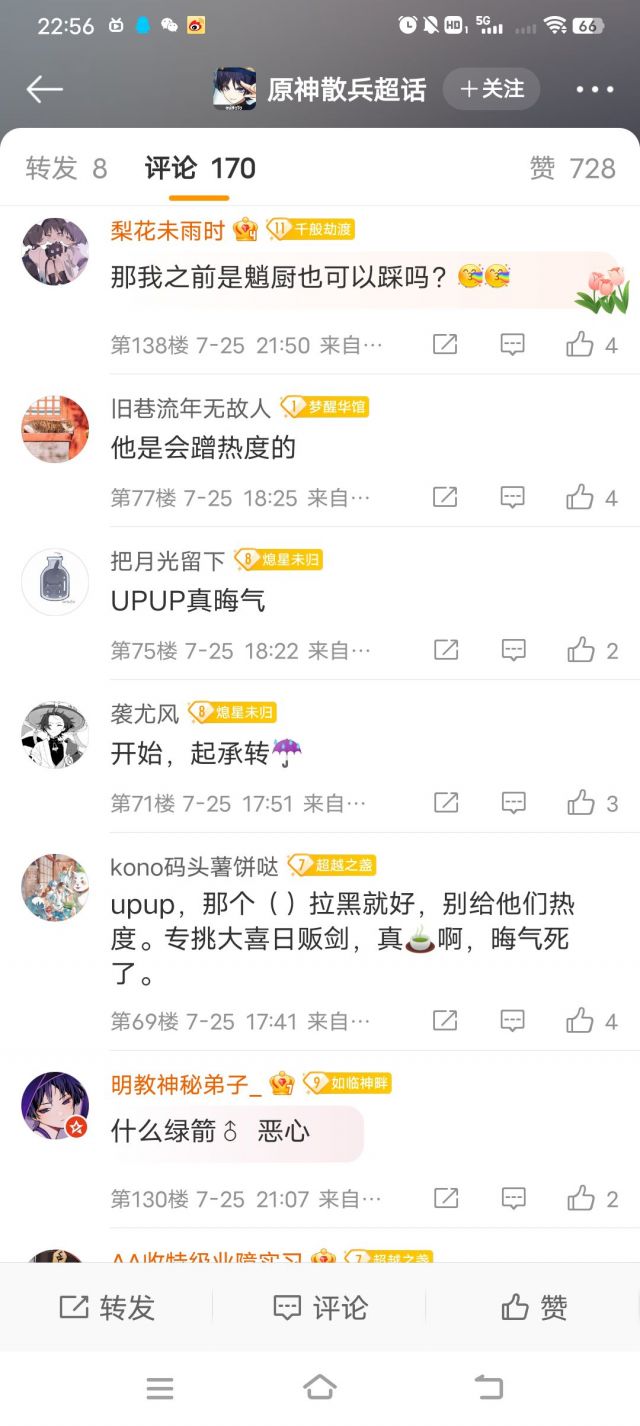 22:56
HD
5G
66
原神散兵超话
+关注
转发 8
评论 170
赞 728
梨花未雨时
11 千般劫渡
那我之前是魈厨也可以踩吗？
第138楼 7-25 21:50 来自…
4
旧巷流年无故人
1 梦醒华馆
他是会蹭热度的
第77楼 7-25 18:25 来自…
4
把月光留下
8 熄星未归
UPUP真晦气
第75楼 7-25 18:22 来自…
2
袭尤风
8 熄星未归
开始，起承转☔
第71楼 7-25 17:51 来自…
3
kono码头薯饼哒
7 超越之盏
upup，那个（）拉黑就好，别给他们热
度。专挑大喜日贩剑，真🍵啊，晦气死
了。
第69楼 7-25 17:41 来自…
4
明教神秘弟子_
9 如临神畔
什么绿箭♂ 恶心
第130楼 7-25 21:07 来自…
2
AA收特级业障实习
7 超越之盏
转发
评论
赞